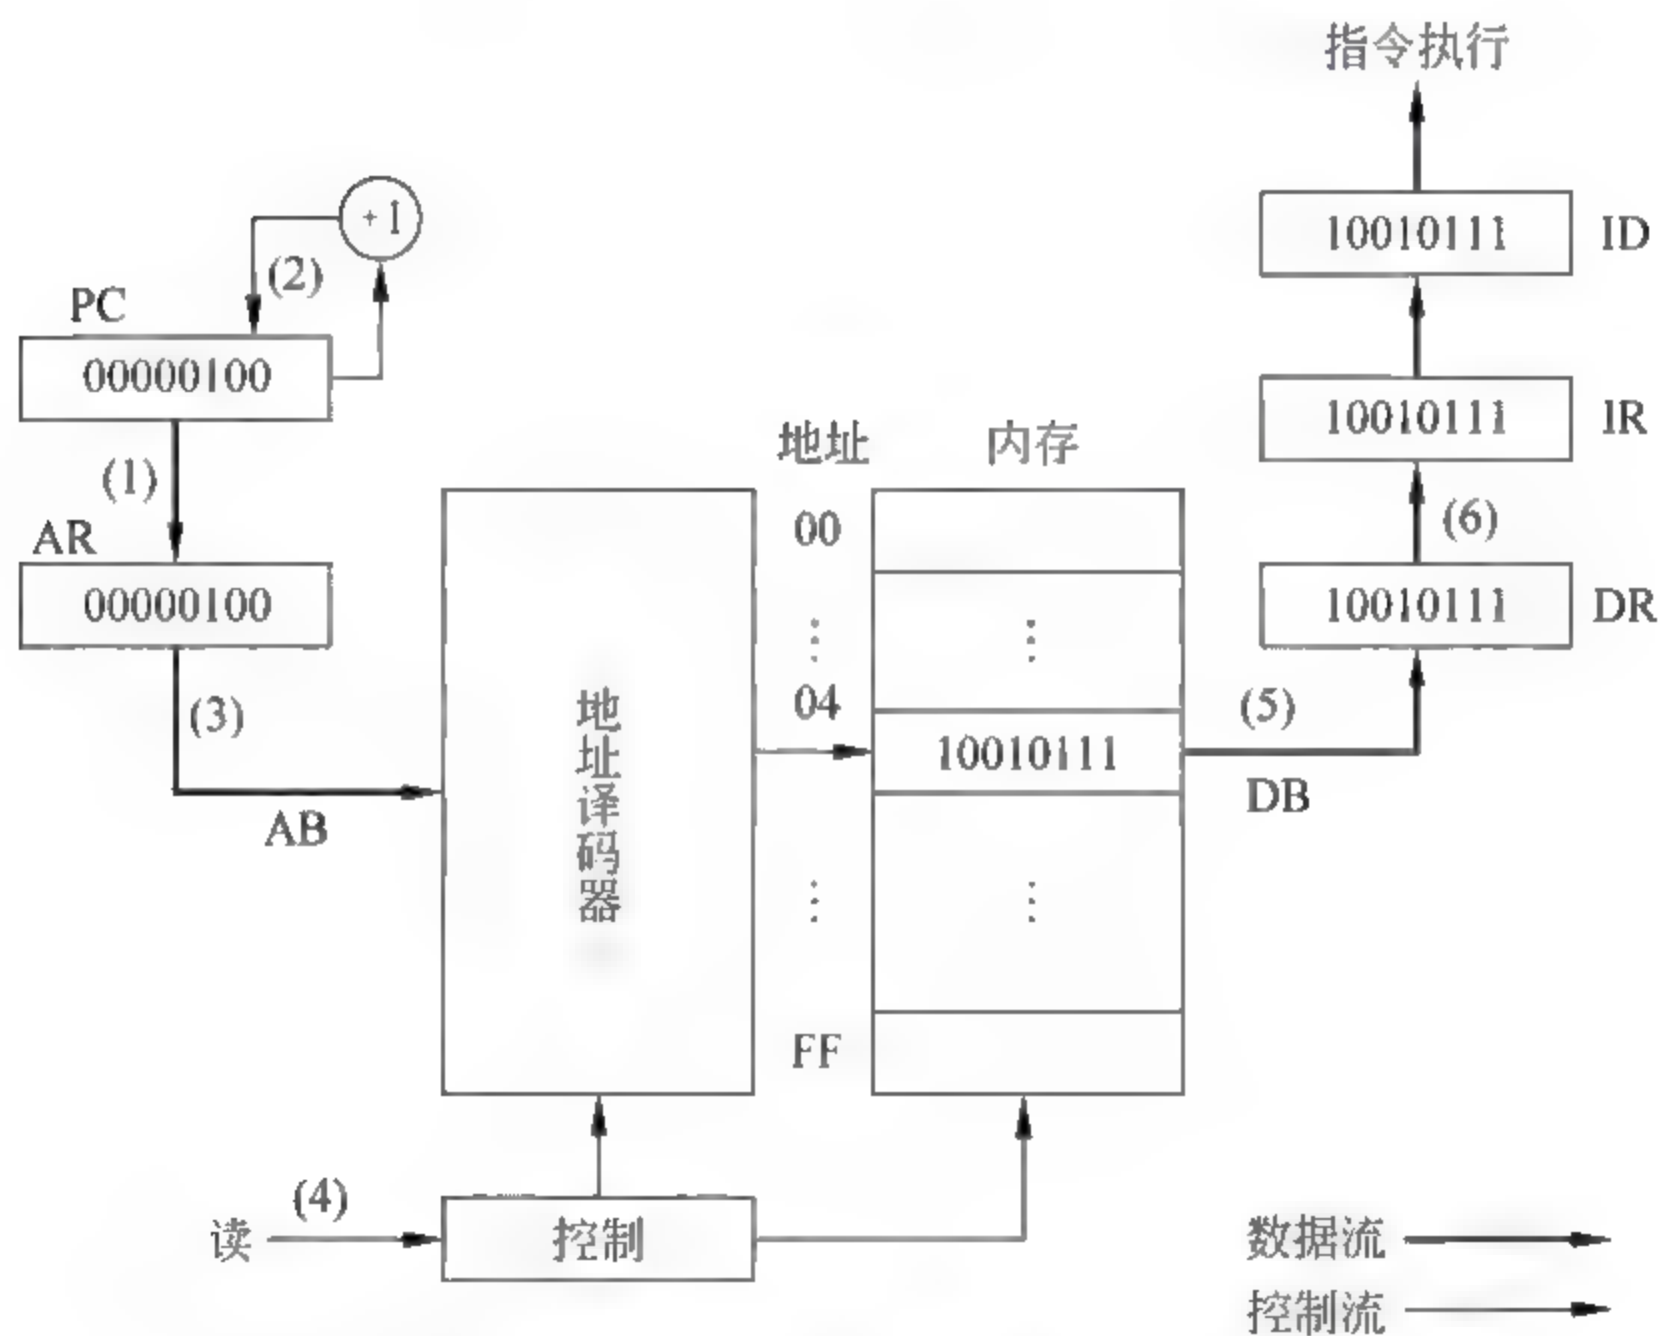 指令执行
+1
10010111 ID
(2)
PC
00000100
10010111 IR
地址 内存
(1)
00
(6)
AR
00000100
10010111 DR
⋮ ⋮
04
(3)
(5)
地址译码器
10010111
AB
DB
⋮ ⋮
FF
(4)
读
控制
数据流
控制流